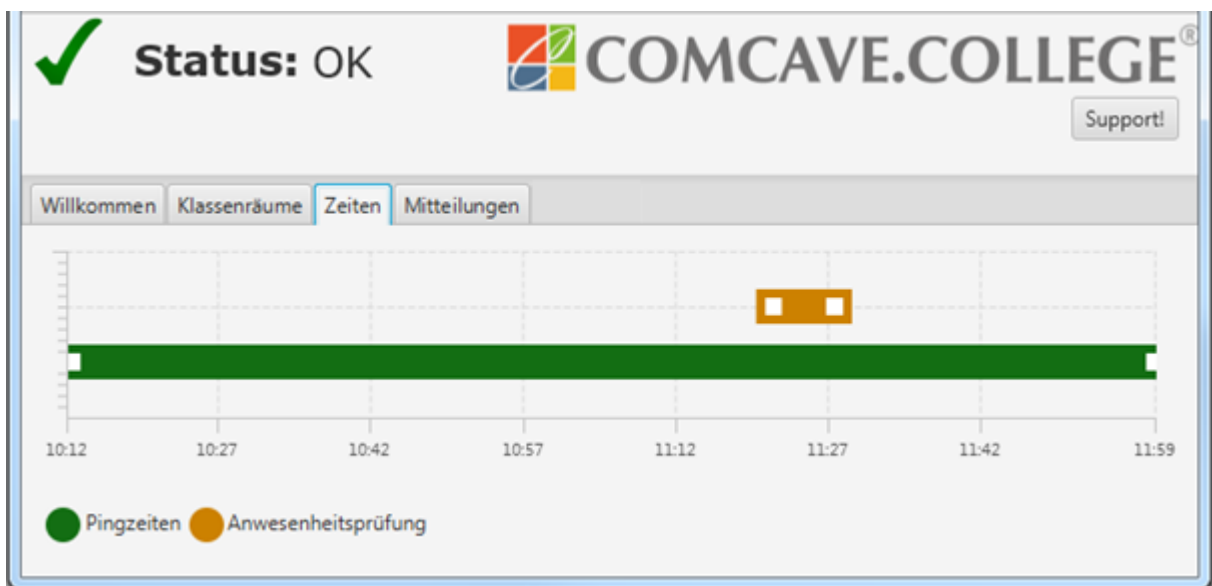 Status: OK
COMCAVE.COLLEGE®
Support!
Willkommen Klassenräume Zeiten Mitteilungen
10:12 10:27 10:42 10:57 11:12 11:27 11:42 11:59
Pingzeiten Anwesenheitsprüfung